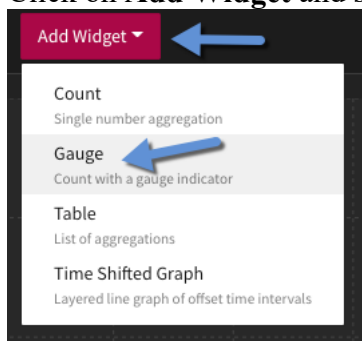 Add Widget
Count
Single number aggregation
Gauge
Count with a gauge indicator
Table
List of aggregations
Time Shifted Graph
Layered line graph of offset time intervals